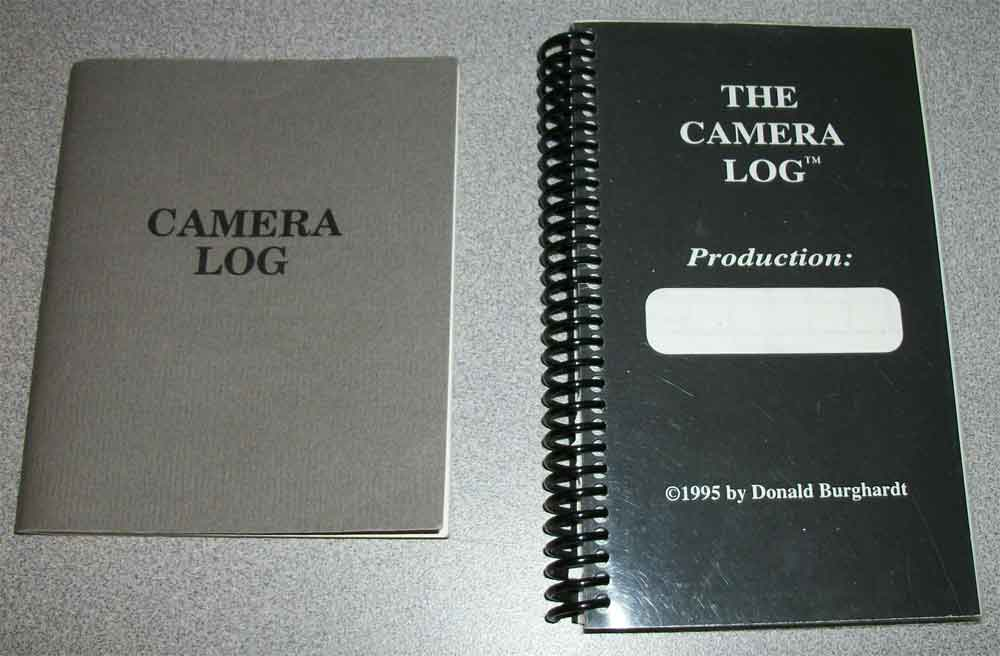 CAMERA
LOG
THE
CAMERA
LOG™
Production:
©1995 by Donald Burghardt